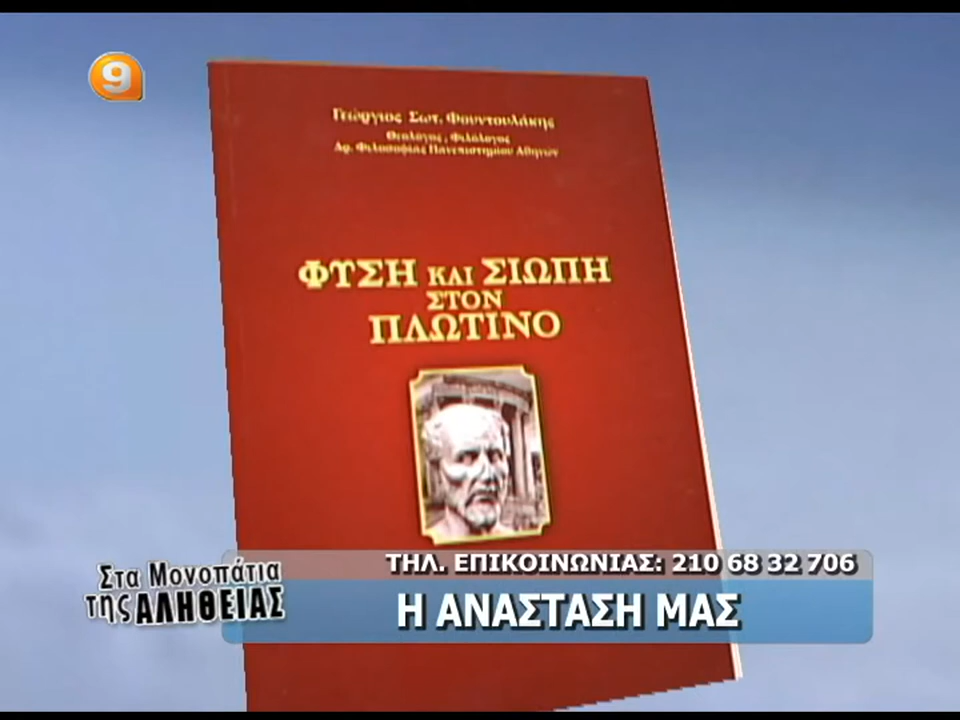 9
Γεώργιος Σωτ. Φουντουλάκης
Θεολόγος, Φιλόλογος
Δρ. Φιλοσοφίας Πανεπιστημίου Αθηνών
ΦΥΣΗ ΚΑΙ ΣΙΩΠΗ
ΣΤΟΝ
ΠΛΩΤΙΝΟ
ΤΗΛ. ΕΠΙΚΟΙΝΩΝΙΑΣ: 210 68 32 706
Στα Μονοπάτια
της ΑΛΗΘΕΙΑΣ
Η ΑΝΑΣΤΑΣΗ ΜΑΣ